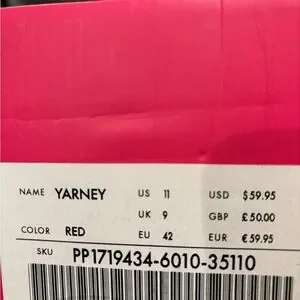 NAME YARNEY US 11 USD $59.95
UK 9 GBP £50.00
COLOR RED EU 42 EUR €59.95
SKU PP1719434-6010-35110